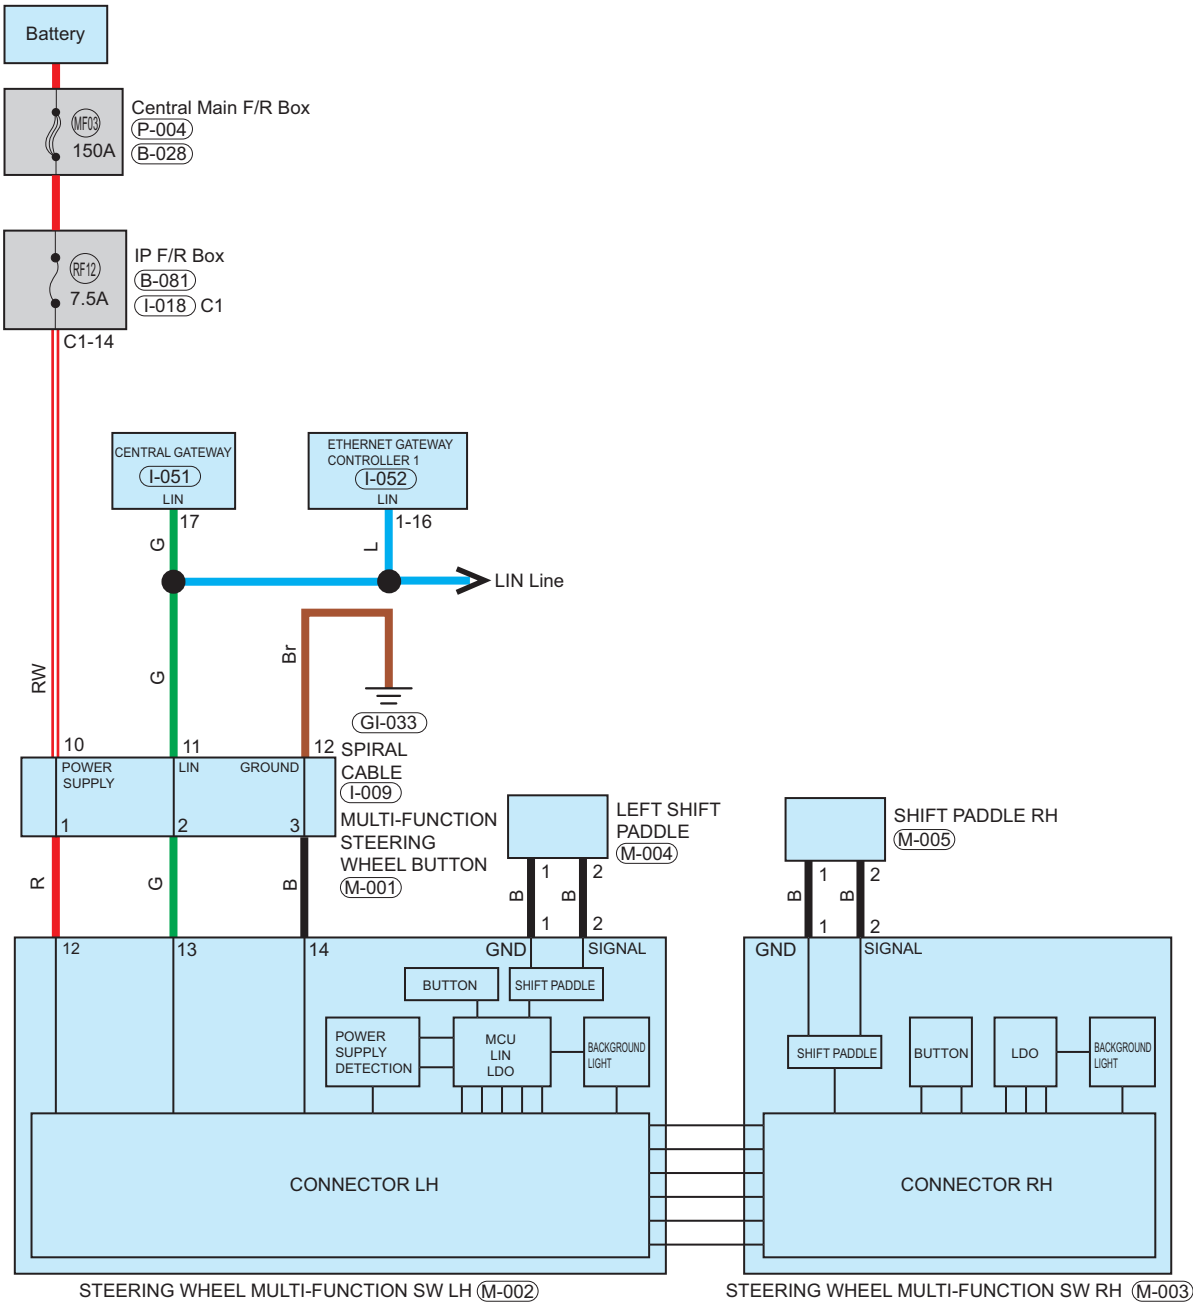 Battery
MF03
150A
Central Main F/R Box
P-004
B-028
RF12
7.5A
IP F/R Box
B-081
I-018 C1
C1-14
CENTRAL GATEWAY
I-051
LIN
17
ETHERNET GATEWAY
CONTROLLER 1
I-052
LIN
1-16
G
L
LIN Line
RW
G
Br
GI-033
10
11
12
POWER
SUPPLY
LIN
GROUND
SPIRAL
CABLE
I-009
1
2
3
MULTI-FUNCTION
STEERING
WHEEL BUTTON
M-001
LEFT SHIFT
PADDLE
M-004
SHIFT PADDLE RH
M-005
R
G
B
1
2
B
B
1
2
1
2
B
B
1
2
12
13
14
GND
SIGNAL
BUTTON
SHIFT PADDLE
POWER
SUPPLY
DETECTION
MCU
LIN
LDO
BACKGROUND
LIGHT
CONNECTOR LH
GND
SIGNAL
SHIFT PADDLE
BUTTON
LDO
BACKGROUND
LIGHT
CONNECTOR RH
STEERING WHEEL MULTI-FUNCTION SW LH M-002
STEERING WHEEL MULTI-FUNCTION SW RH M-003